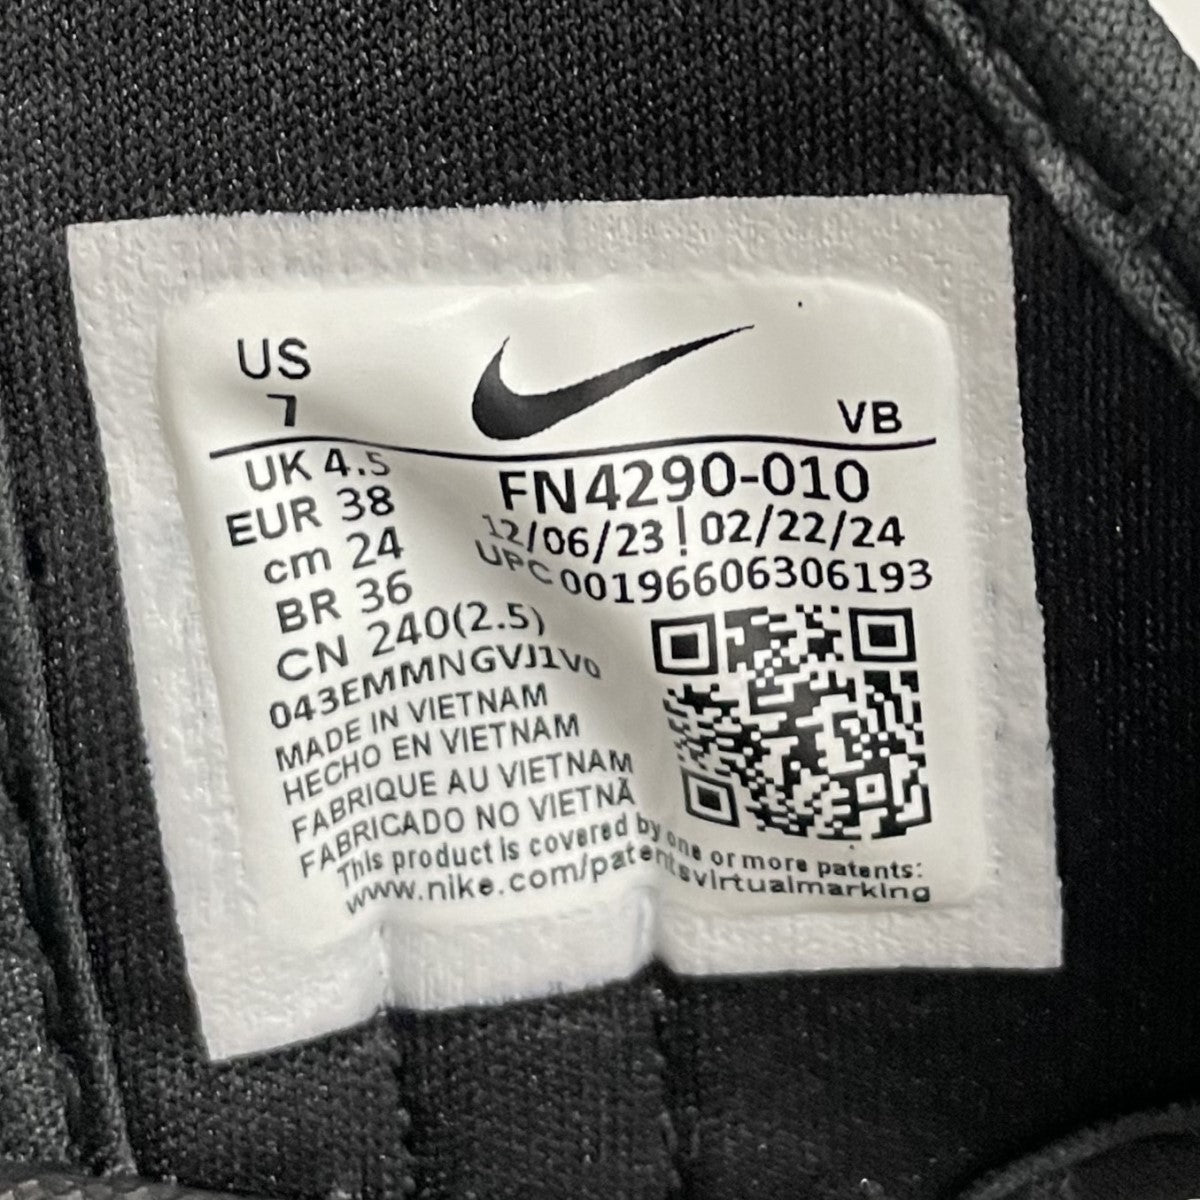 US
7
VB
UK 4.5
EUR 38
cm 24
BR 36
CN 240(2.5)
FN4290-010
12/06/23 | 02/22/24
UPC 00196606306193
043EMMNGVJ1V0
MADE IN VIETNAM
HECHO EN VIETNAM
FABRIQUE AU VIETNAM
FABRICADO NO VIETNÃ
This product is covered by one or more patents:
www.nike.com/patentsvirtualmarking